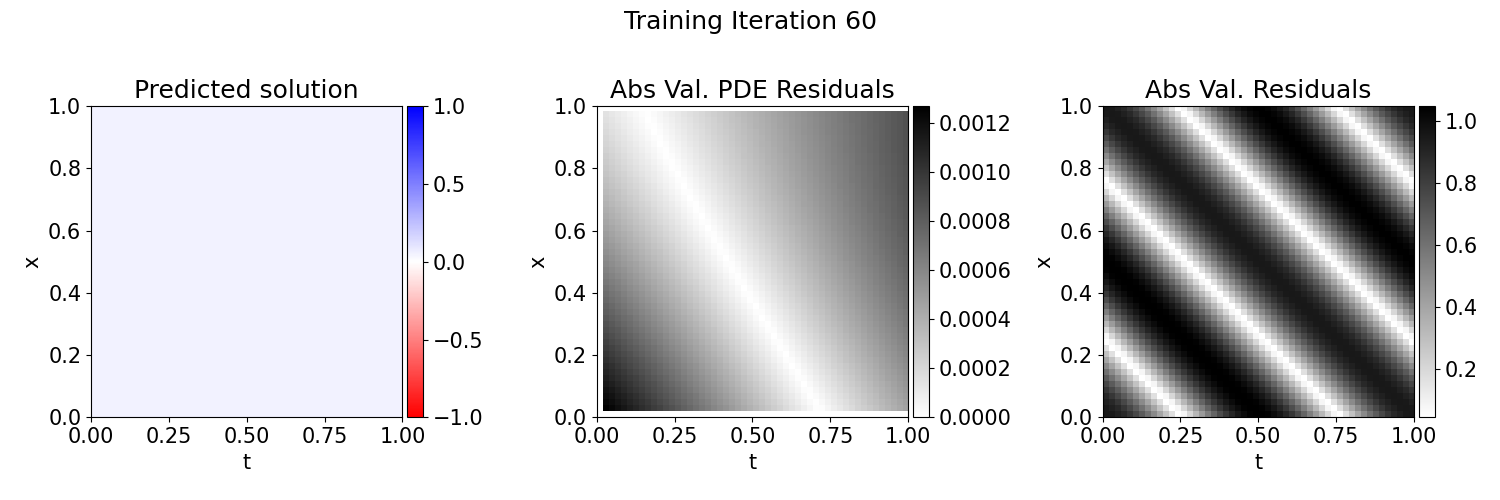 Training Iteration 60
Predicted solution
1.0
0.8
0.6
0.4
0.2
0.0
x
0.00 0.25 0.50 0.75 1.00
t
1.0
0.5
0.0
−0.5
−1.0
Abs Val. PDE Residuals
1.0
0.8
0.6
0.4
0.2
0.0
x
0.00 0.25 0.50 0.75 1.00
t
0.0012
0.0010
0.0008
0.0006
0.0004
0.0002
0.0000
Abs Val. Residuals
1.0
0.8
0.6
0.4
0.2
0.0
x
0.00 0.25 0.50 0.75 1.00
t
1.0
0.8
0.6
0.4
0.2